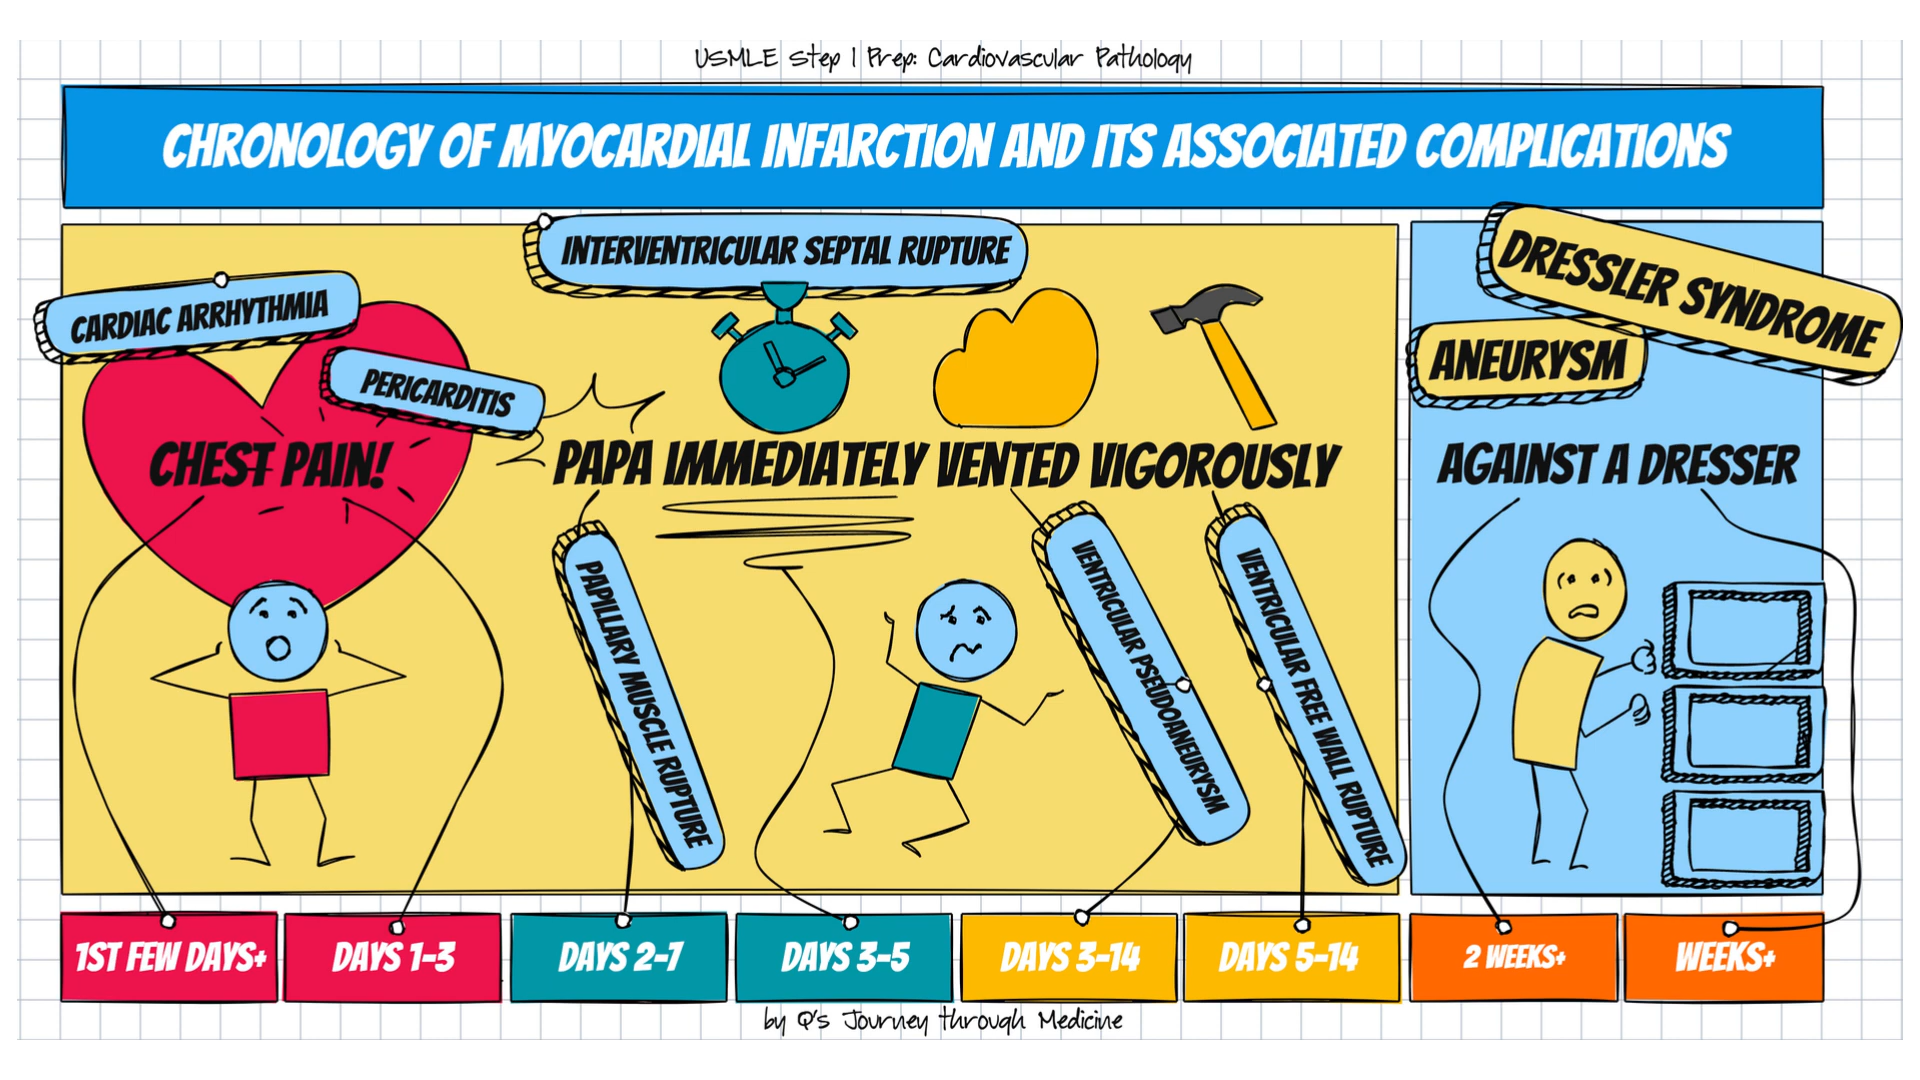 USMLE Step 1 Prep: Cardiovascular Pathology
CHRONOLOGY OF MYOCARDIAL INFARCTION AND ITS ASSOCIATED COMPLICATIONS
CARDIAC ARRHYTHMIA
PERICARDITIS
INTERVENTRICULAR SEPTAL RUPTURE
DRESSLER SYNDROME
ANEURYSM
CHEST PAIN!
PAPA IMMEDIATELY VENTED VIGOROUSLY
AGAINST A DRESSER
PAPILLARY MUSCLE RUPTURE
VENTRICULAR PSEUDOANEURYSM
VENTRICULAR FREE WALL RUPTURE
1ST FEW DAYS+
DAYS 1-3
DAYS 2-7
DAYS 3-5
DAYS 3-14
DAYS 5-14
2 WEEKS+
WEEKS+
by Q's Journey through Medicine